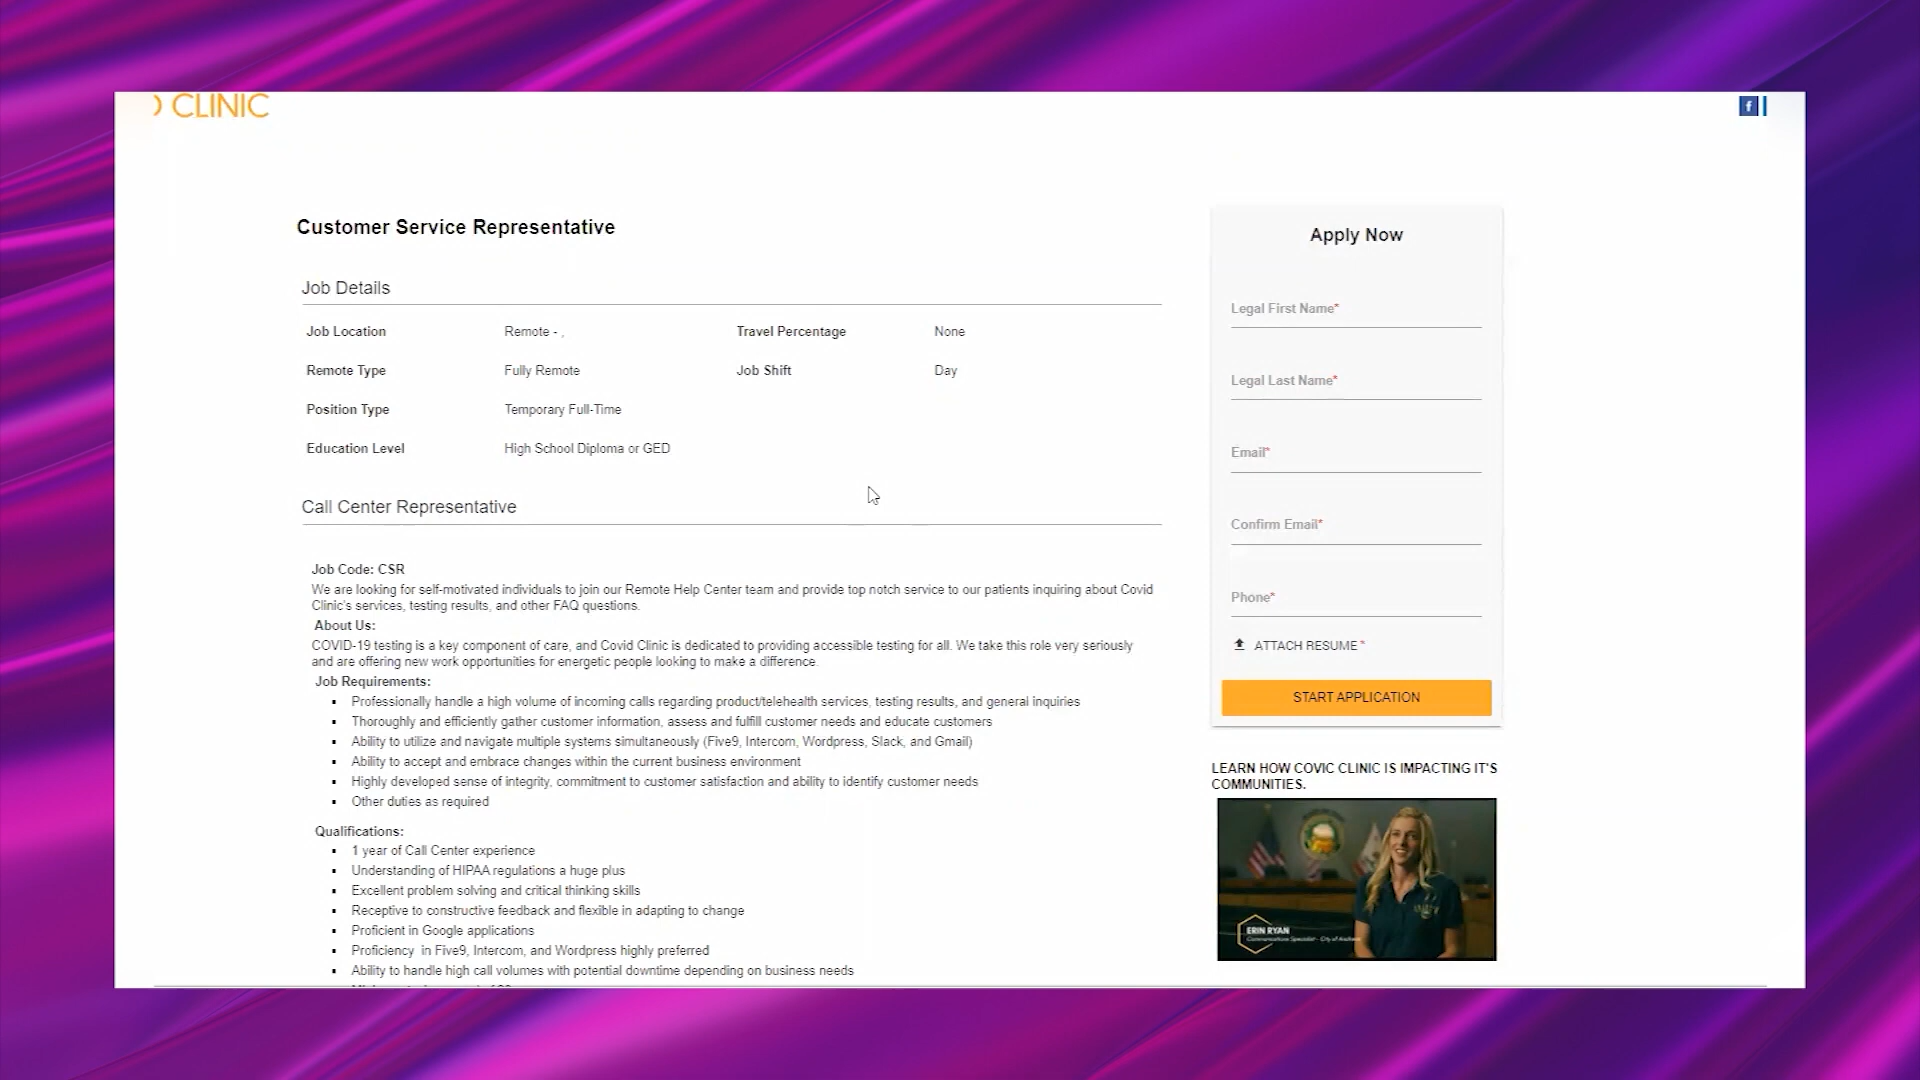 ) CLINIC
f
Customer Service Representative
Job Details
Job Location Remote - , Travel Percentage None
Remote Type Fully Remote Job Shift Day
Position Type Temporary Full-Time
Education Level High School Diploma or GED
Call Center Representative
Job Code: CSR
We are looking for self-motivated individuals to join our Remote Help Center team and provide top notch service to our patients inquiring about Covid
Clinic's services, testing results, and other FAQ questions.
About Us:
COVID-19 testing is a key component of care, and Covid Clinic is dedicated to providing accessible testing for all. We take this role very seriously
and are offering new work opportunities for energetic people looking to make a difference.
Job Requirements:
▪ Professionally handle a high volume of incoming calls regarding product/telehealth services, testing results, and general inquiries
▪ Thoroughly and efficiently gather customer information, assess and fulfill customer needs and educate customers
▪ Ability to utilize and navigate multiple systems simultaneously (Five9, Intercom, Wordpress, Slack, and Gmail)
▪ Ability to accept and embrace changes within the current business environment
▪ Highly developed sense of integrity, commitment to customer satisfaction and ability to identify customer needs
▪ Other duties as required
Qualifications:
▪ 1 year of Call Center experience
▪ Understanding of HIPAA regulations a huge plus
▪ Excellent problem solving and critical thinking skills
▪ Receptive to constructive feedback and flexible in adapting to change
▪ Proficient in Google applications
▪ Proficiency in Five9, Intercom, and Wordpress highly preferred
▪ Ability to handle high call volumes with potential downtime depending on business needs
Apply Now
Legal First Name*
Legal Last Name*
Email*
Confirm Email*
Phone*
ATTACH RESUME *
START APPLICATION
LEARN HOW COVIC CLINIC IS IMPACTING IT'S
COMMUNITIES.
ERIN RYAN
Communications Specialist - City of